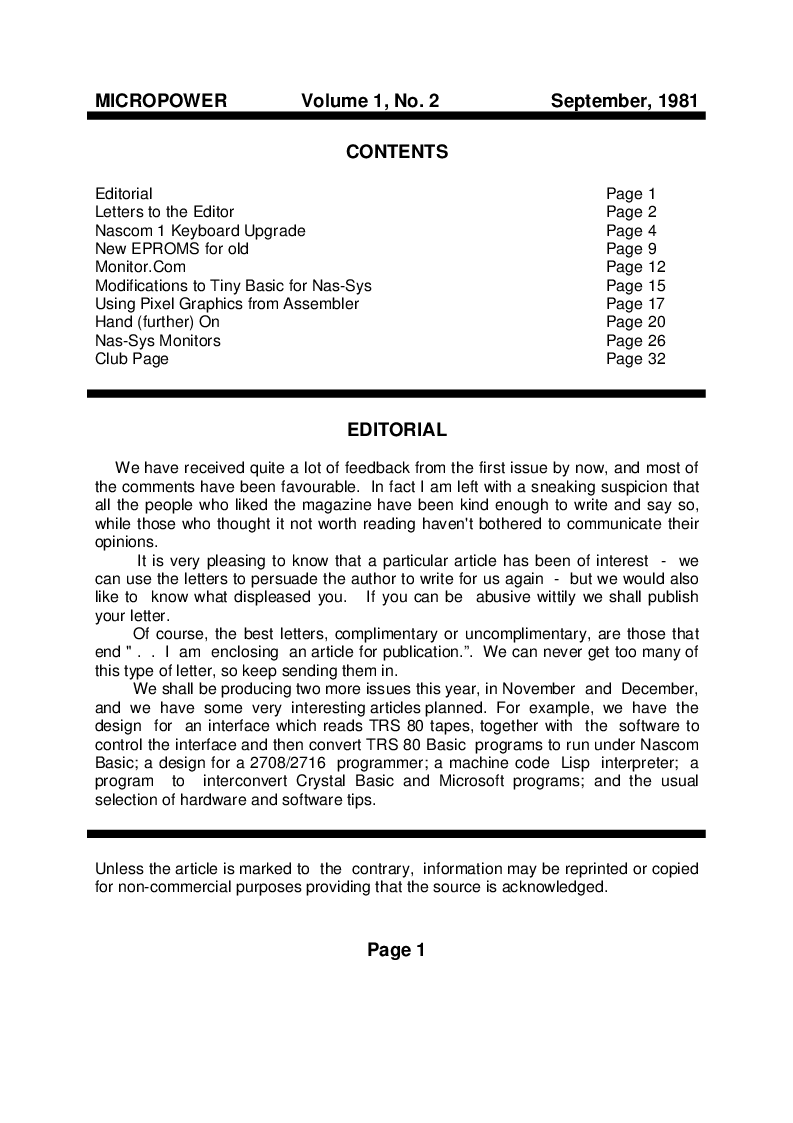 MICROPOWER Volume 1, No. 2 September, 1981
CONTENTS
Editorial Page 1
Letters to the Editor Page 2
Nascom 1 Keyboard Upgrade Page 4
New EPROMS for old Page 9
Monitor.Com Page 12
Modifications to Tiny Basic for Nas-Sys Page 15
Using Pixel Graphics from Assembler Page 17
Hand (further) On Page 20
Nas-Sys Monitors Page 26
Club Page Page 32
EDITORIAL
We have received quite a lot of feedback from the first issue by now, and most of
the comments have been favourable. In fact I am left with a sneaking suspicion that
all the people who liked the magazine have been kind enough to write and say so,
while those who thought it not worth reading haven't bothered to communicate their
opinions.
It is very pleasing to know that a particular article has been of interest - we
can use the letters to persuade the author to write for us again - but we would also
like to know what displeased you. If you can be abusive wittily we shall publish
your letter.
Of course, the best letters, complimentary or uncomplimentary, are those that
end " . . I am enclosing an article for publication.”. We can never get too many of
this type of letter, so keep sending them in.
We shall be producing two more issues this year, in November and December,
and we have some very interesting articles planned. For example, we have the
design for an interface which reads TRS 80 tapes, together with the software to
control the interface and then convert TRS 80 Basic programs to run under Nascom
Basic; a design for a 2708/2716 programmer; a machine code Lisp interpreter; a
program to interconvert Crystal Basic and Microsoft programs; and the usual
selection of hardware and software tips.
Unless the article is marked to the contrary, information may be reprinted or copied
for non-commercial purposes providing that the source is acknowledged.
Page 1